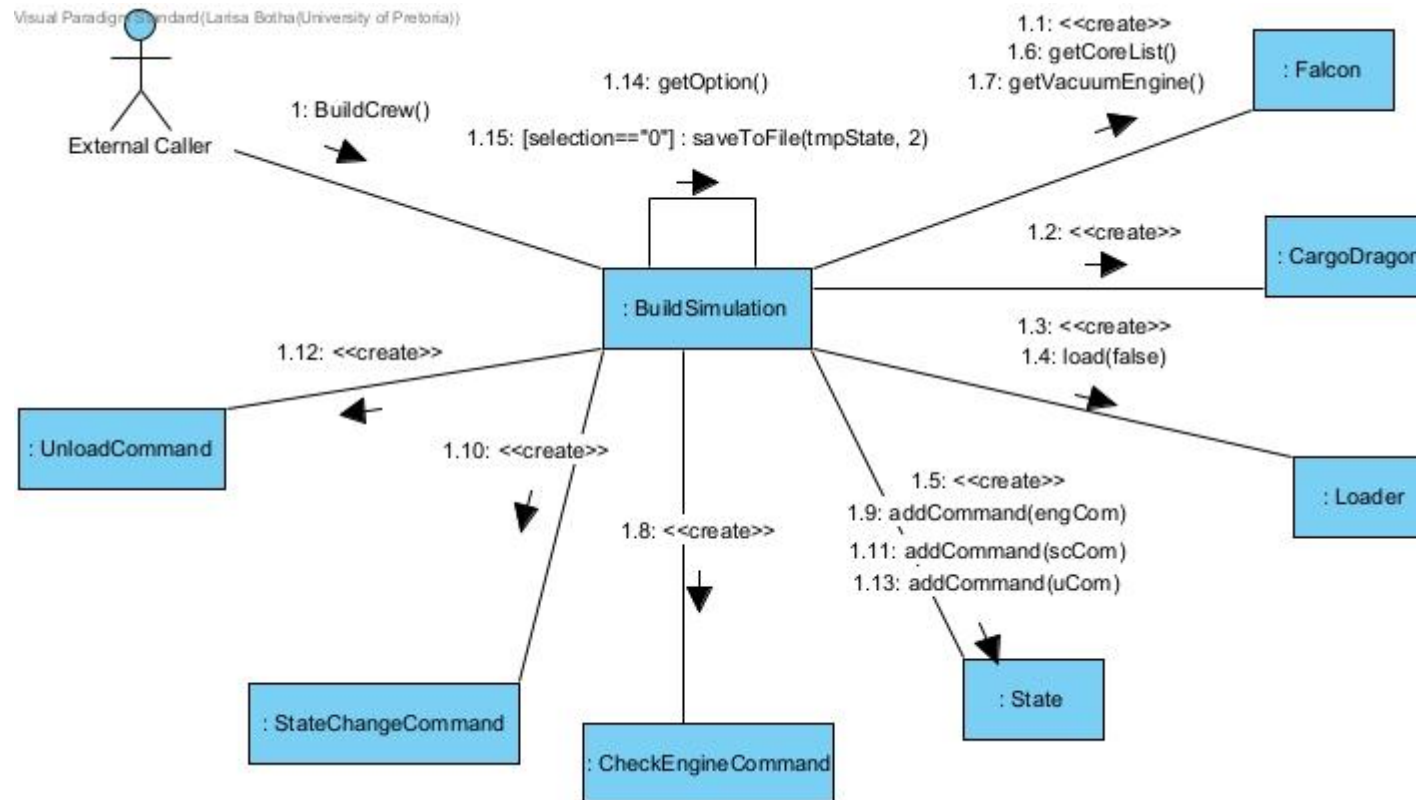 Visual Paradigm Standard(Larisa Botha(University of Pretoria))
1.1: <<create>>
1.6: getCoreList()
1.7: getVacuumEngine()
: Falcon
1.14: getOption()
1: BuildCrew()
1.15: [selection=="0"] : saveToFile(tmpState, 2)
External Caller
1.2: <<create>>
: CargoDragon
: BuildSimulation
1.3: <<create>>
1.4: load(false)
1.12: <<create>>
: UnloadCommand
1.10: <<create>>
1.5: <<create>>
1.9: addCommand(engCom)
1.11: addCommand(scCom)
1.13: addCommand(uCom)
: Loader
1.8: <<create>>
: State
: StateChangeCommand
: CheckEngineCommand